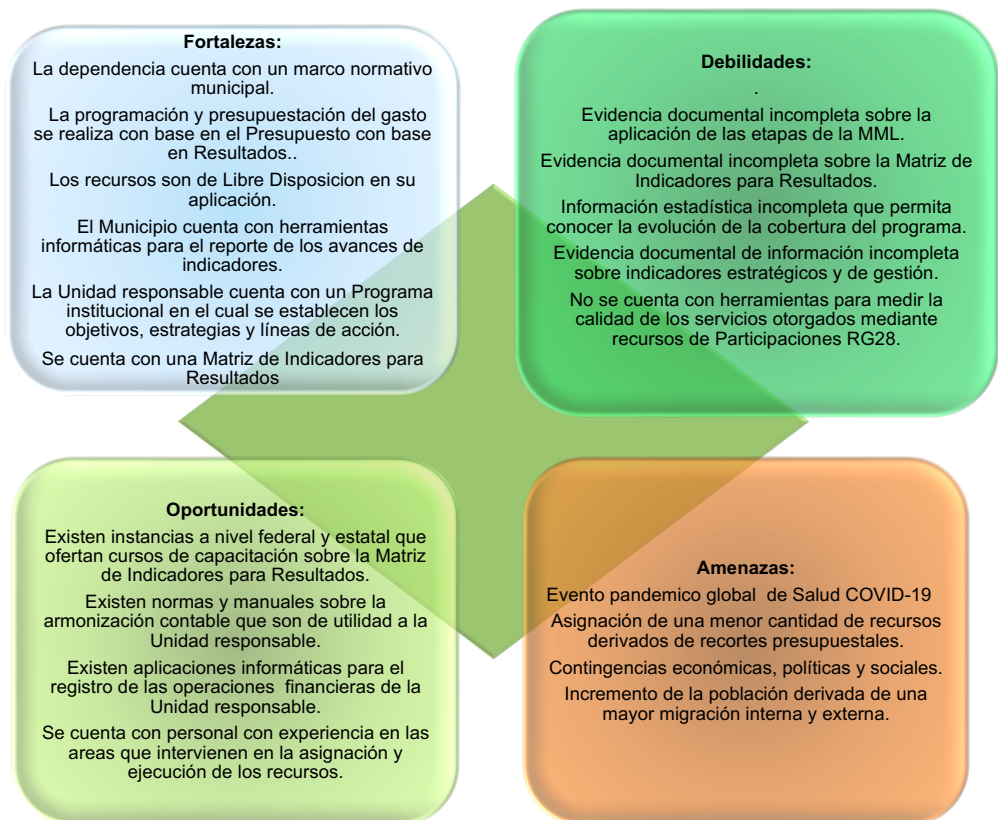 Fortalezas:
La dependencia cuenta con un marco normativo
municipal.
La programación y presupuestación del gasto
se realiza con base en el Presupuesto con base
en Resultados..
Los recursos son de Libre Disposicion en su
aplicación.
El Municipio cuenta con herramientas
informáticas para el reporte de los avances de
indicadores.
La Unidad responsable cuenta con un Programa
institucional en el cual se establecen los
objetivos, estrategias y líneas de acción.
Se cuenta con una Matriz de Indicadores para
Resultados
Debilidades:
.
Evidencia documental incompleta sobre la
aplicación de las etapas de la MML.
Evidencia documental incompleta sobre la Matriz de
Indicadores para Resultados.
Información estadística incompleta que permita
conocer la evolución de la cobertura del programa.
Evidencia documental de información incompleta
sobre indicadores estratégicos y de gestión.
No se cuenta con herramientas para medir la
calidad de los servicios otorgados mediante
recursos de Participaciones RG28.
Oportunidades:
Existen instancias a nivel federal y estatal que
ofertan cursos de capacitación sobre la Matriz
de Indicadores para Resultados.
Existen normas y manuales sobre la
armonización contable que son de utilidad a la
Unidad responsable.
Existen aplicaciones informáticas para el
registro de las operaciones financieras de la
Unidad responsable.
Se cuenta con personal con experiencia en las
areas que intervienen en la asignación y
ejecución de los recursos.
Amenazas:
Evento pandemico global de Salud COVID-19
Asignación de una menor cantidad de recursos
derivados de recortes presupuestales.
Contingencias económicas, políticas y sociales.
Incremento de la población derivada de una
mayor migración interna y externa.